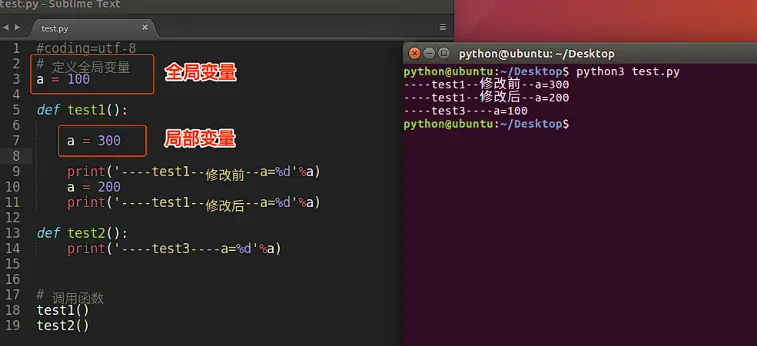 test.py - Sublime Text
test.py
1 #coding=utf-8
2 # 定义全局变量
3 a = 100
全局变量
4
5 def test1():
6
7 a = 300
局部变量
8
9 print('----test1--修改前--a=%d'%a)
10 a = 200
11 print('----test1--修改后--a=%d'%a)
12
13 def test2():
14 print('----test3----a=%d'%a)
15
16
17 # 调用函数
18 test1()
19 test2()
python@ubuntu: ~/Desktop
python@ubuntu:~/Desktop$ python3 test.py
----test1--修改前--a=300
----test1--修改后--a=200
----test3----a=100
python@ubuntu:~/Desktop$